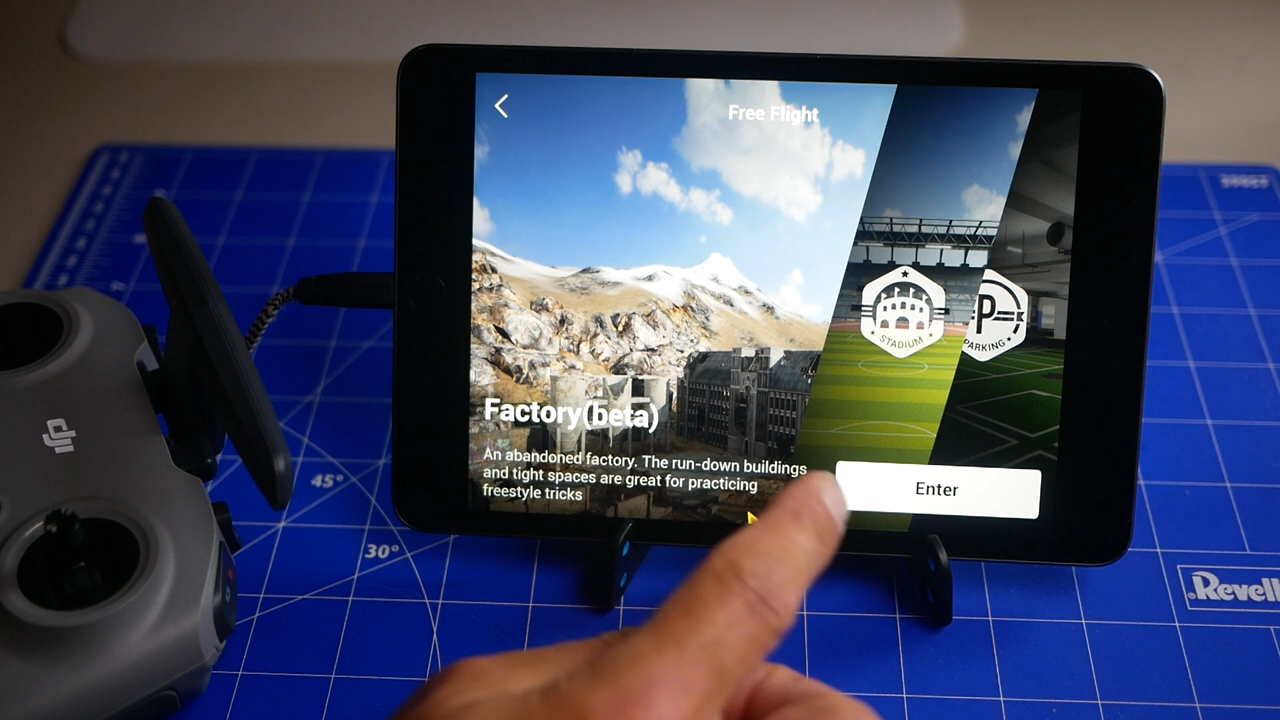 Free Flight
STADIUM
PARKING
Factory(beta)
An abandoned factory. The run-down buildings
and tight spaces are great for practicing
freestyle tricks
Enter
dji
45°
30°
Revell